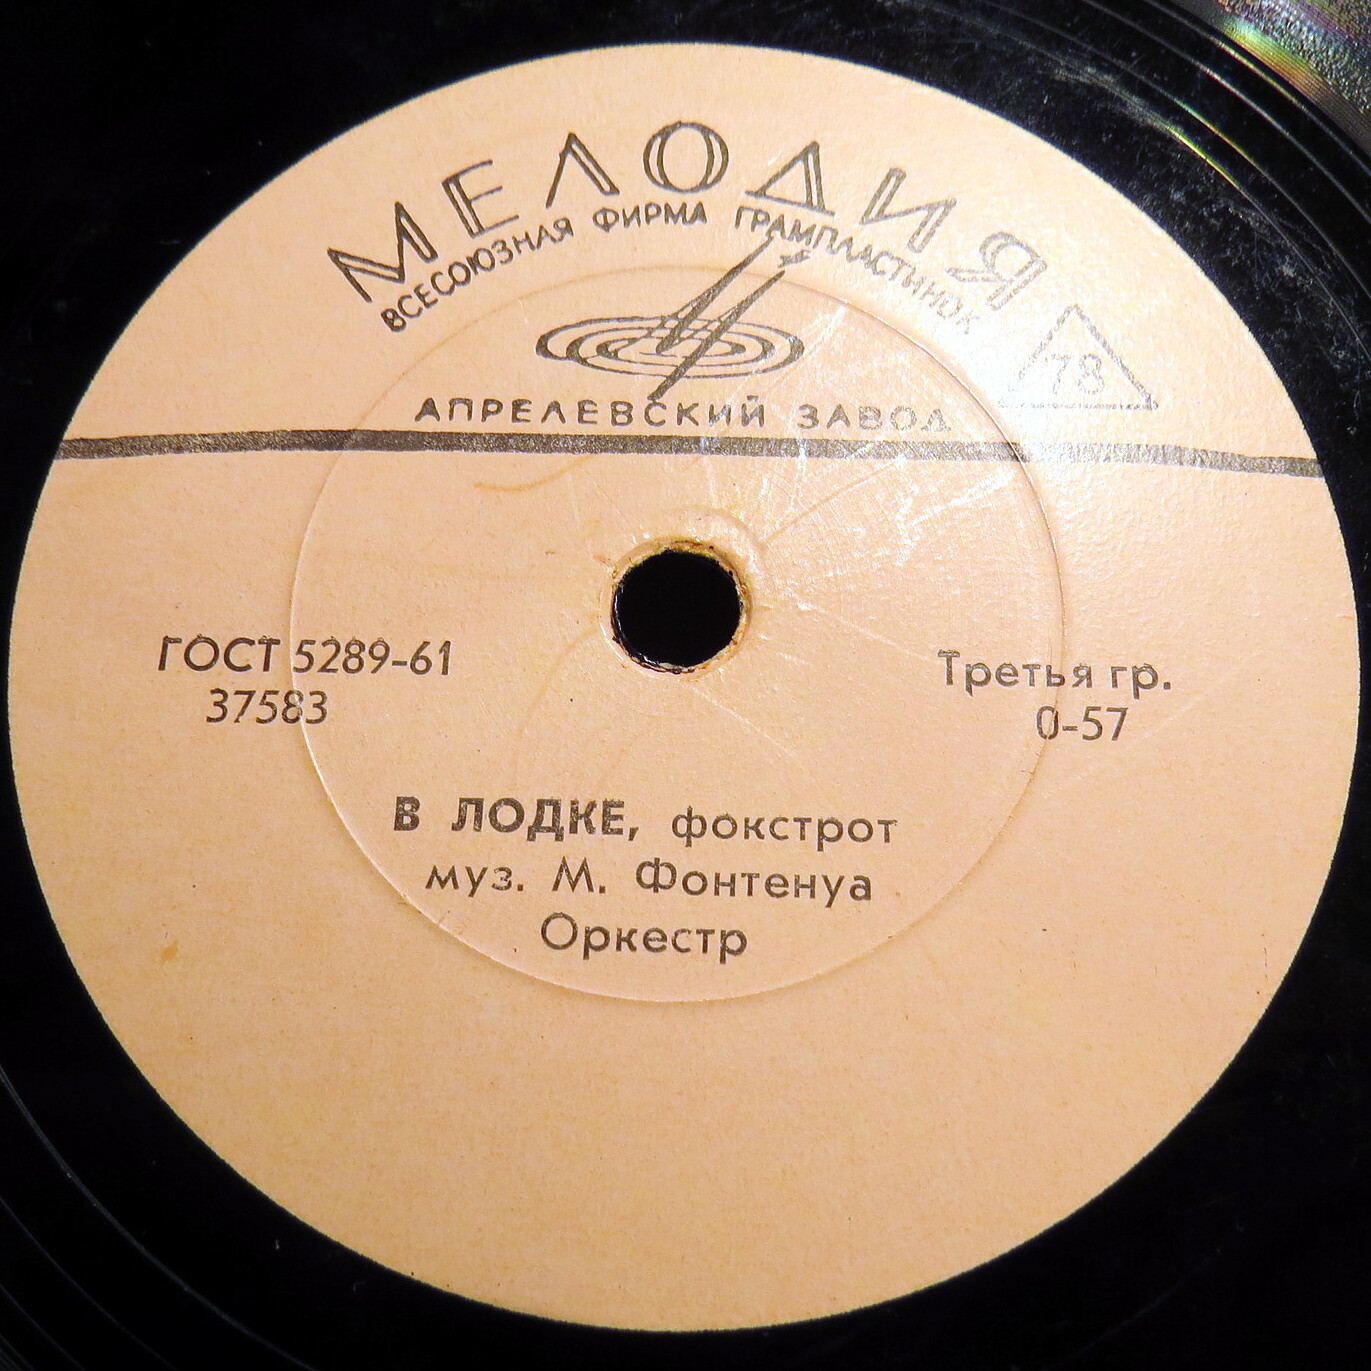 МЕЛОДИЯ
ВСЕСОЮЗНАЯ ФИРМА ГРАМПЛАСТИНОК
78
АПРЕЛЕВСКИЙ ЗАВОД
ГОСТ 5289-61
37583
Третья гр.
0-57
В ЛОДКЕ, фокстрот
муз. М. Фонтенуа
Оркестр